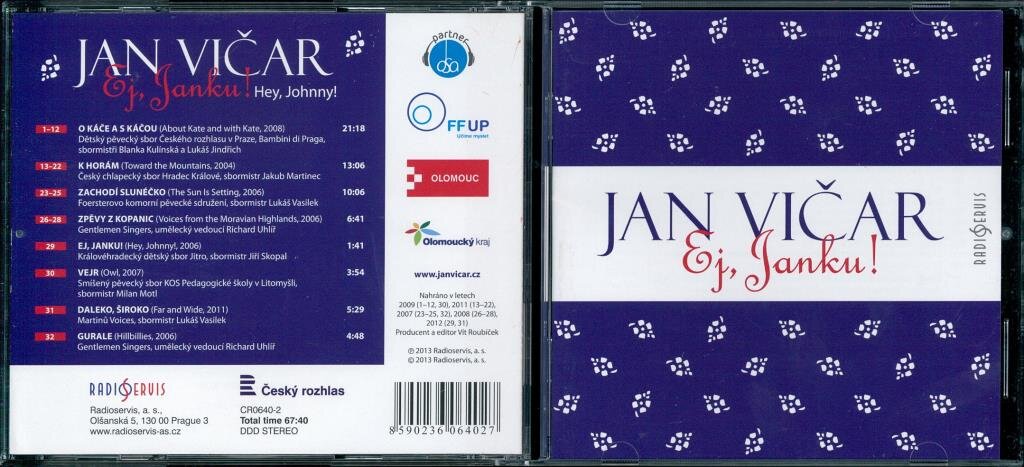 JAN VIČAR
Ej, Janku! Hey, Johnny!
1–12 O KÁČE A S KÁČOU (About Kate and with Kate, 2008) 21:18
Dětský pěvecký sbor Českého rozhlasu v Praze, Bambini di Praga,
sbormistři Blanka Kulínská a Lukáš Jindřich
13–22 K HORÁM (Toward the Mountains, 2004) 13:06
Český chlapecký sbor Hradec Králové, sbormistr Jakub Martinec
23–25 ZACHODÍ SLUNÉČKO (The Sun Is Setting, 2006) 10:06
Foersterovo komorní pěvecké sdružení, sbormistr Lukáš Vasilek
26–28 ZPĚVY Z KOPANIC (Voices from the Moravian Highlands, 2006) 6:41
Gentlemen Singers, umělecký vedoucí Richard Uhlíř
29 EJ, JANKU! (Hey, Johnny!, 2006) 1:41
Královéhradecký dětský sbor Jitro, sbormistr Jiří Skopal
30 VEJR (Owl, 2007) 3:54
Smíšený pěvecký sbor KOS Pedagogické školy v Litomyšli,
sbormistr Milan Motl
31 DALEKO, ŠIROKO (Far and Wide, 2011) 5:29
Martinů Voices, sbormistr Lukáš Vasilek
32 GURALE (Hillbillies, 2006) 4:48
Gentlemen Singers, umělecký vedoucí Richard Uhlíř
RADIOSERVIS
Radioservis, a. s.,
Olšanská 5, 130 00 Prague 3
www.radioservis-as.cz
Český rozhlas
CR0640-2
Total time 67:40
DDD STEREO
partner
dsa
FF UP
Učíme myslet
OLOMOUC
Olomoucký kraj
www.janvicar.cz
Nahráno v letech
2009 (1–12, 30), 2011 (13–22),
2007 (23–25, 32), 2008 (26–28),
2012 (29, 31)
Producent a editor Vít Roubíček
℗ 2013 Radioservis, a. s.
© 2013 Radioservis, a. s.
8 590236 064027
JAN VIČAR
Ej, Janku!
RADIOSERVIS